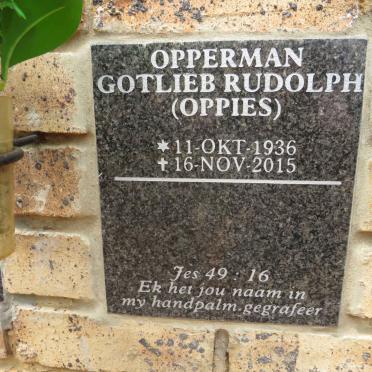 OPPERMAN
GOTLIEB RUDOLPH
(OPPIES)
✶11-OKT-1936
✝16-NOV-2015
Jes 49 : 16
Ek het jou naam in
my handpalm gegrafeer